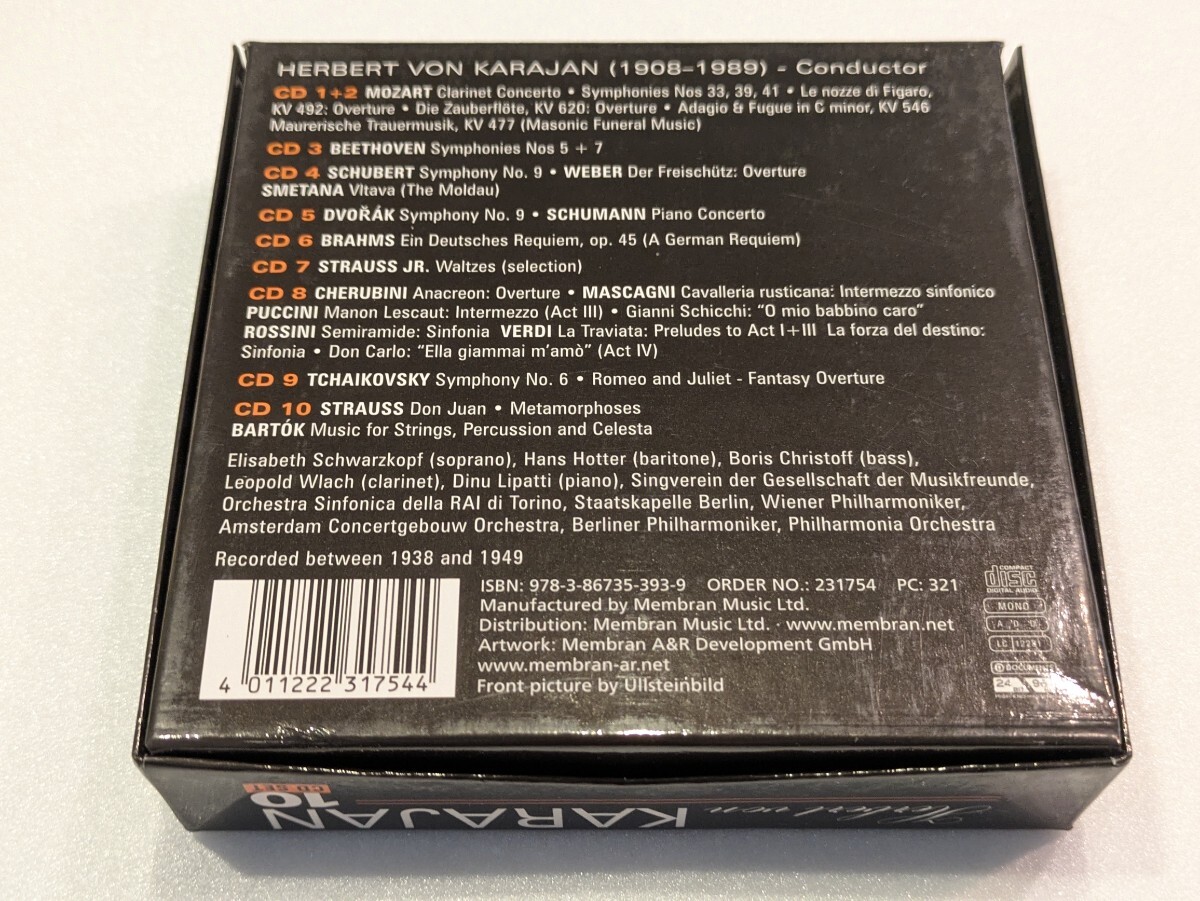 HERBERT VON KARAJAN (1908–1989) - Conductor
CD 1+2 MOZART Clarinet Concerto • Symphonies Nos 33, 39, 41 • Le nozze di Figaro,
KV 492: Overture • Die Zauberflöte, KV 620: Overture • Adagio & Fugue in C minor, KV 546
Maurerische Trauermusik, KV 477 (Masonic Funeral Music)
CD 3 BEETHOVEN Symphonies Nos 5 + 7
CD 4 SCHUBERT Symphony No. 9 • WEBER Der Freischütz: Overture
SMETANA Vltava (The Moldau)
CD 5 DVOŘÁK Symphony No. 9 • SCHUMANN Piano Concerto
CD 6 BRAHMS Ein Deutsches Requiem, op. 45 (A German Requiem)
CD 7 STRAUSS JR. Waltzes (selection)
CD 8 CHERUBINI Anacreon: Overture • MASCAGNI Cavalleria rusticana: Intermezzo sinfonico
PUCCINI Manon Lescaut: Intermezzo (Act III) • Gianni Schicchi: “O mio babbino caro”
ROSSINI Semiramide: Sinfonia VERDI La Traviata: Preludes to Act I+III La forza del destino:
Sinfonia • Don Carlo: “Ella giammai m’amò” (Act IV)
CD 9 TCHAIKOVSKY Symphony No. 6 • Romeo and Juliet - Fantasy Overture
CD 10 STRAUSS Don Juan • Metamorphoses
BARTÓK Music for Strings, Percussion and Celesta
Elisabeth Schwarzkopf (soprano), Hans Hotter (baritone), Boris Christoff (bass),
Leopold Wlach (clarinet), Dinu Lipatti (piano), Singverein der Gesellschaft der Musikfreunde,
Orchestra Sinfonica della RAI di Torino, Staatskapelle Berlin, Wiener Philharmoniker,
Amsterdam Concertgebouw Orchestra, Berliner Philharmoniker, Philharmonia Orchestra
Recorded between 1938 and 1949
ISBN: 978-3-86735-393-9 ORDER NO.: 231754 PC: 321
Manufactured by Membran Music Ltd.
Distribution: Membran Music Ltd. · www.membran.net
Artwork: Membran A&R Development GmbH
www.membran-ar.net
Front picture by Ullsteinbild
4 011222 317544
COMPACT
disc
DIGITAL AUDIO
MONO
A D D
DOCUMENTS
Herbert von KARAJAN
10
CD SET